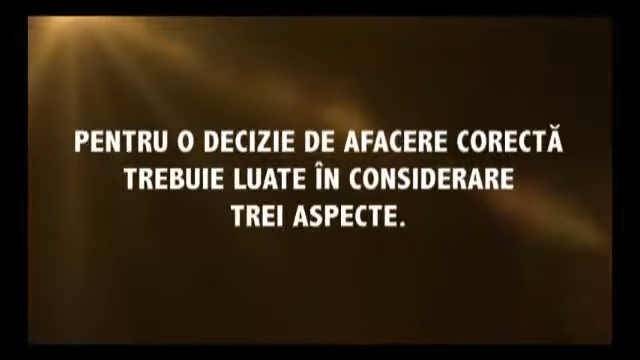 PENTRU O DECIZIE DE AFACERE CORECTĂ
TREBUIE LUATE ÎN CONSIDERARE
TREI ASPECTE.